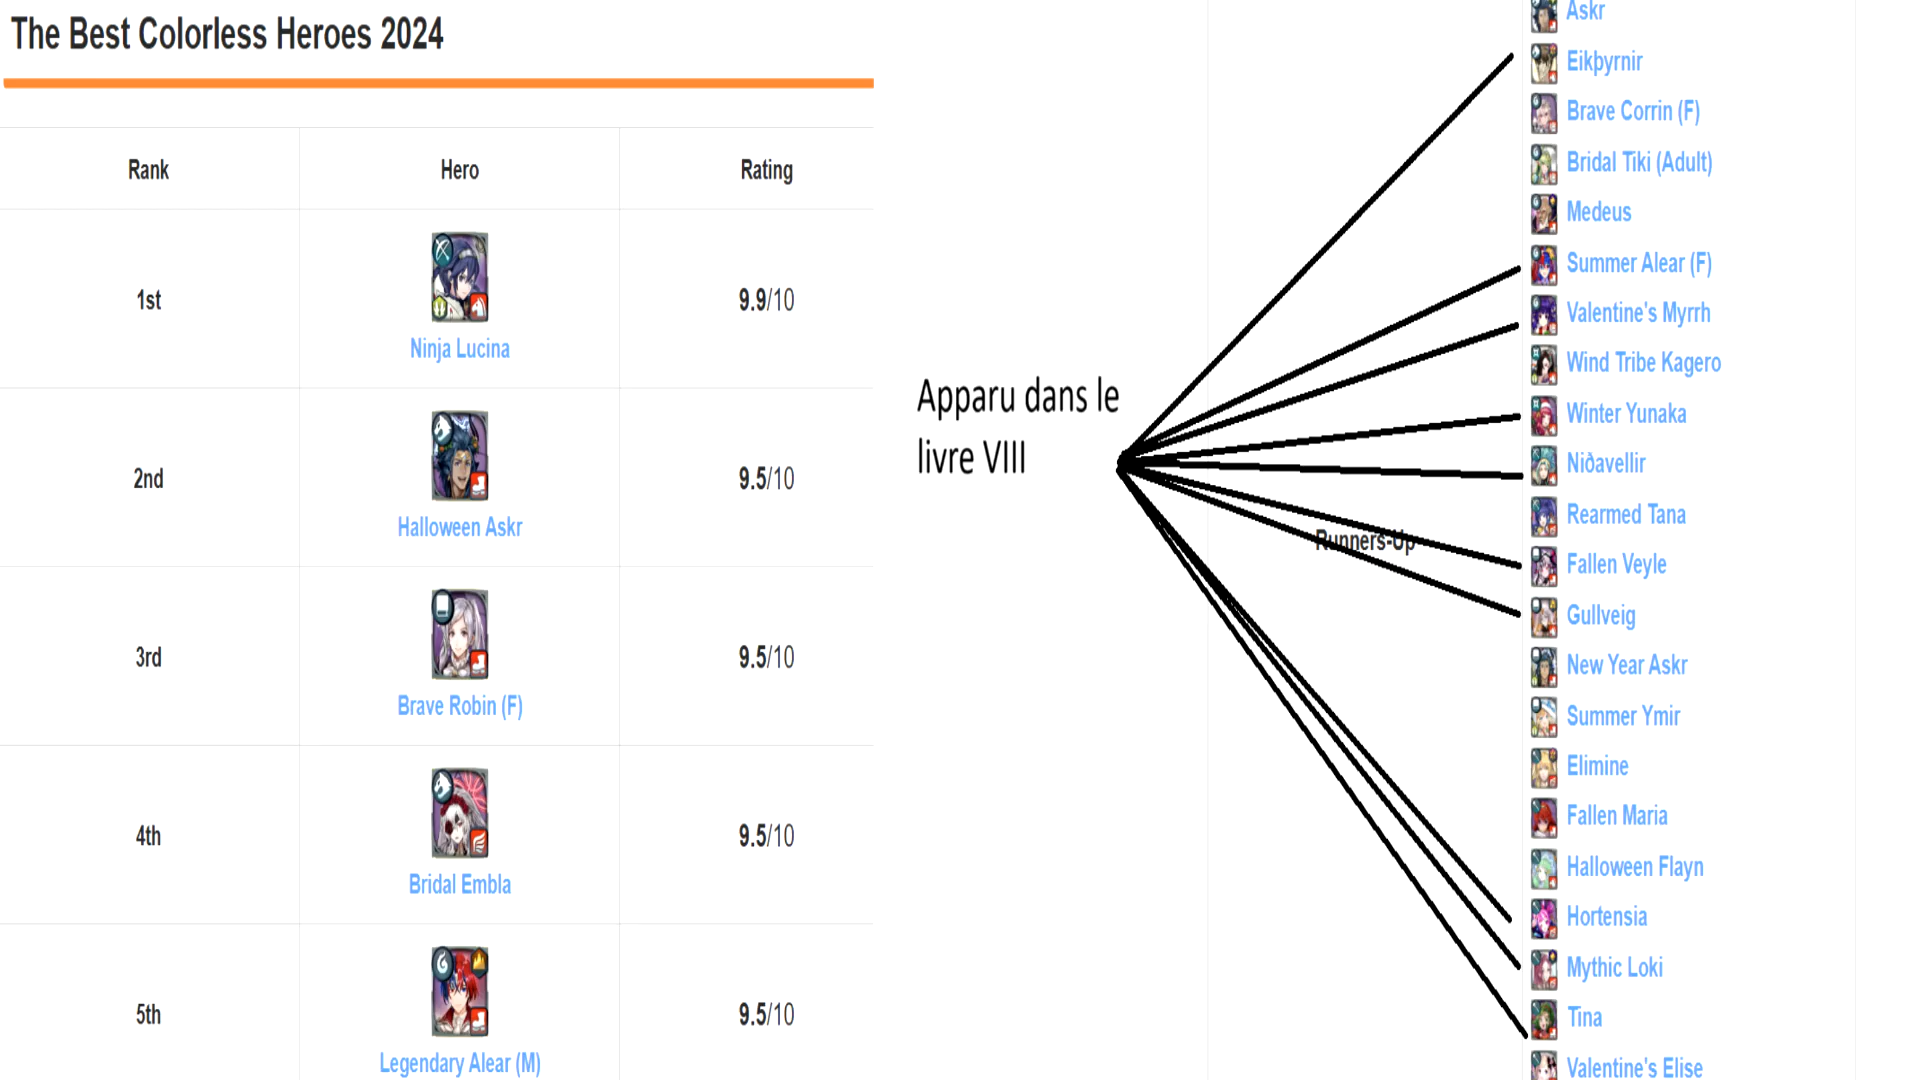 The Best Colorless Heroes 2024
Rank Hero Rating
1st Ninja Lucina 9.9/10
2nd Halloween Askr 9.5/10
3rd Brave Robin (F) 9.5/10
4th Bridal Embla 9.5/10
5th Legendary Alear (M) 9.5/10
Apparu dans le
livre VIII
Runners-Up
Askr
Eikþyrnir
Brave Corrin (F)
Bridal Tiki (Adult)
Medeus
Summer Alear (F)
Valentine's Myrrh
Wind Tribe Kagero
Winter Yunaka
Niðavellir
Rearmed Tana
Fallen Veyle
Gullveig
New Year Askr
Summer Ymir
Elimine
Fallen Maria
Halloween Flayn
Hortensia
Mythic Loki
Tina
Valentine's Elise